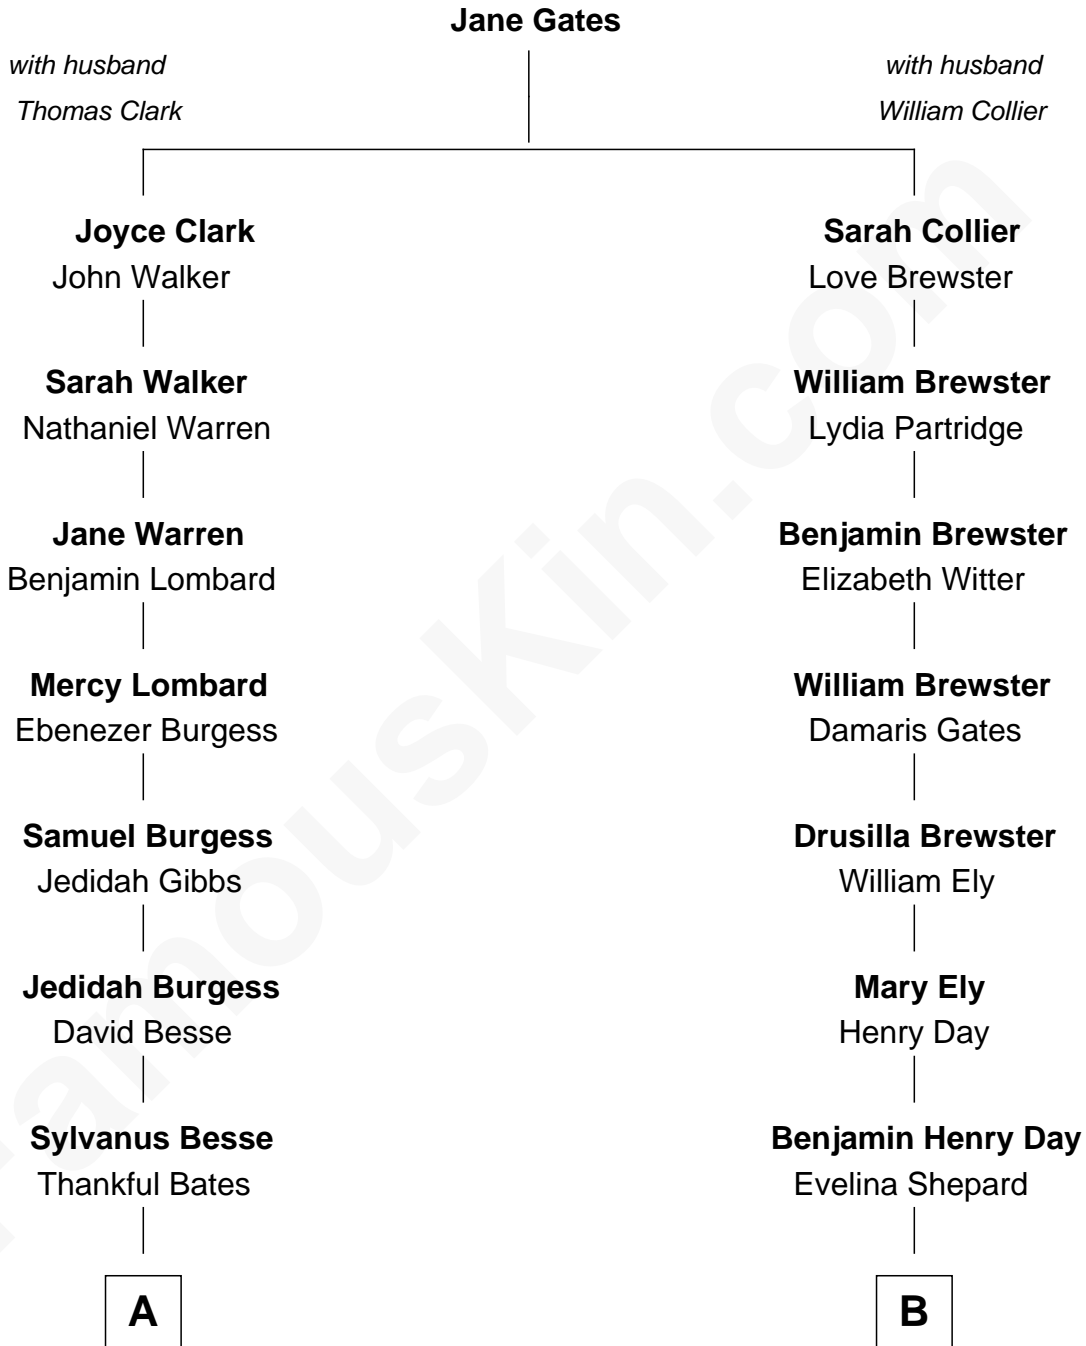 Jane Gates
with husband
Thomas Clark
with husband
William Collier
Joyce Clark
John Walker
Sarah Collier
Love Brewster
Sarah Walker
Nathaniel Warren
William Brewster
Lydia Partridge
Jane Warren
Benjamin Lombard
Benjamin Brewster
Elizabeth Witter
Mercy Lombard
Ebenezer Burgess
William Brewster
Damaris Gates
Samuel Burgess
Jedidah Gibbs
Drusilla Brewster
William Ely
Jedidah Burgess
David Besse
Mary Ely
Henry Day
Sylvanus Besse
Thankful Bates
Benjamin Henry Day
Evelina Shepard
A
B
FamousKin.com